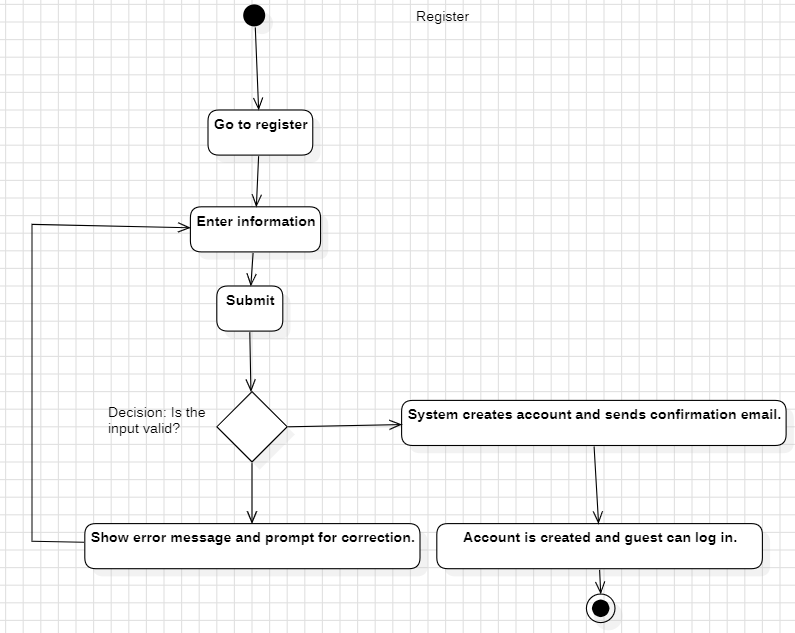 Register
Go to register
Enter information
Submit
Decision: Is the
input valid?
System creates account and sends confirmation email.
Show error message and prompt for correction.
Account is created and guest can log in.